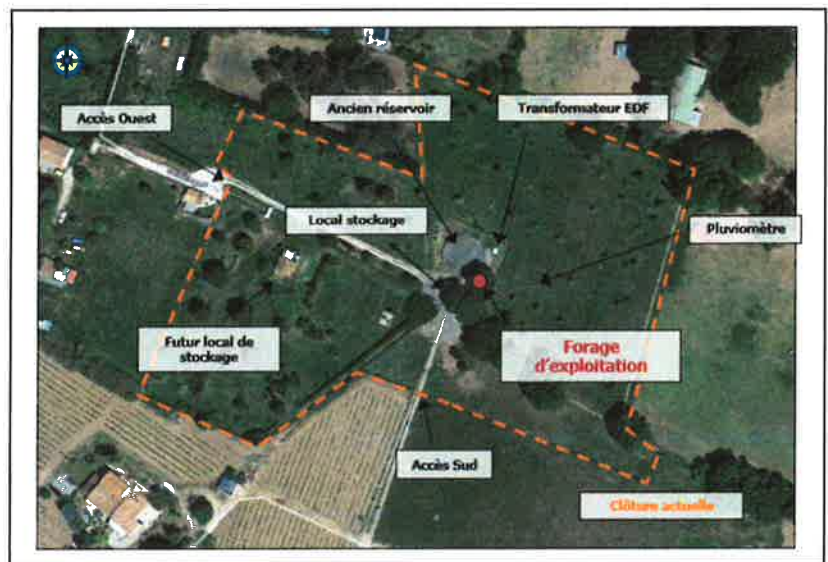 Ancien réservoir
Transformateur EDF
Accès Ouest
Local stockage
Pluviomètre
Futur local de
stockage
Forage
d'exploitation
Accès Sud
Clôture actuelle